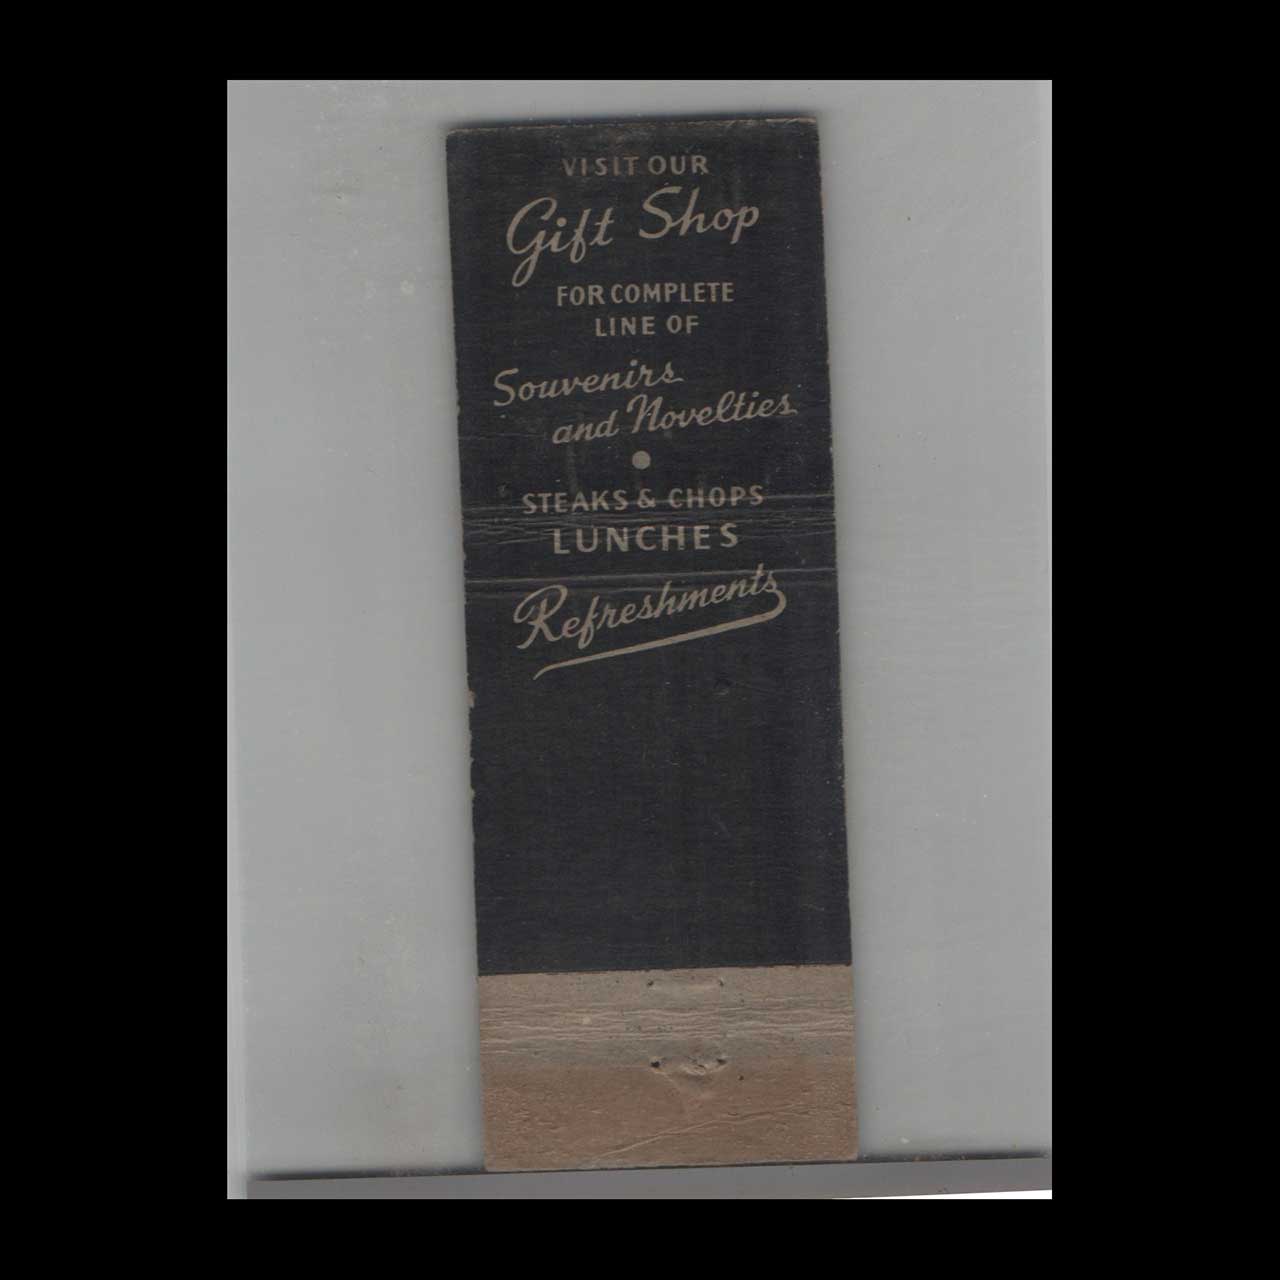 VISIT OUR
Gift Shop
FOR COMPLETE
LINE OF
Souvenirs
and Novelties
STEAKS & CHOPS
LUNCHES
Refreshments